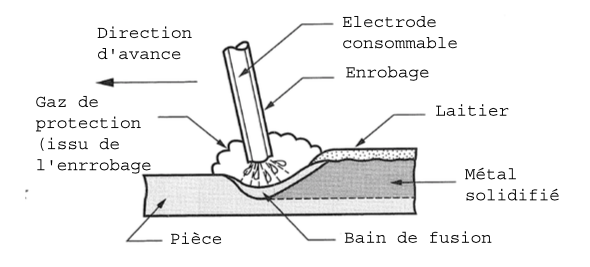 Direction
d'avance
Electrode
consommable
Enrobage
Gaz de
protection
(issu de
l'enrrobage
Laitier
Métal
solidifié
Pièce
Bain de fusion